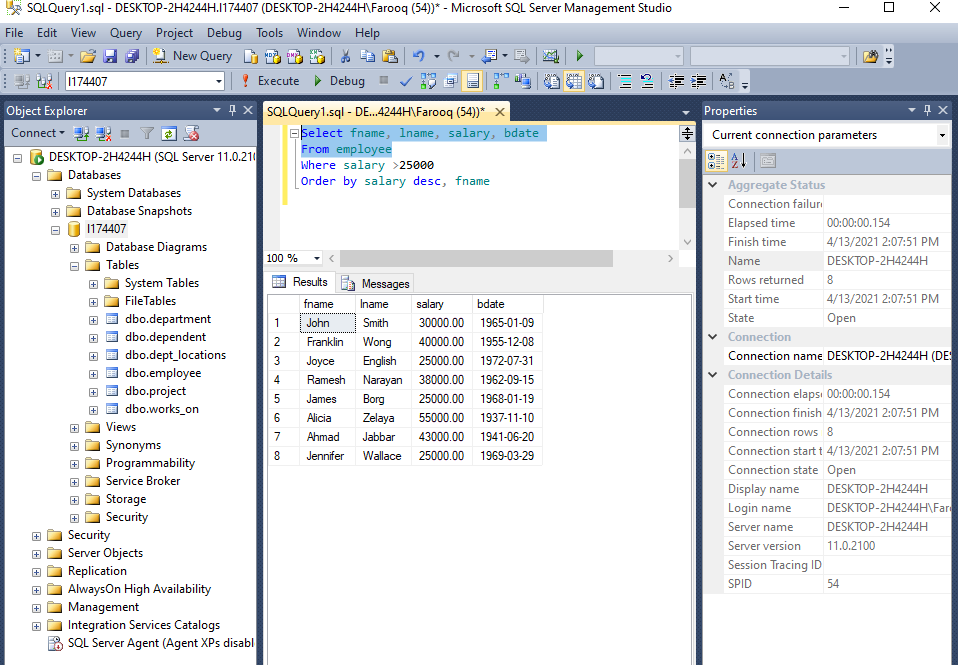 SQLQuery1.sql - DESKTOP-2H4244H.I174407 (DESKTOP-2H4244H\Farooq (54))* - Microsoft SQL Server Management Studio
File Edit View Query Project Debug Tools Window Help
New Query
I174407 Execute Debug
Object Explorer
Connect
DESKTOP-2H4244H (SQL Server 11.0.210
Databases
System Databases
Database Snapshots
I174407
Database Diagrams
Tables
System Tables
FileTables
dbo.department
dbo.dependent
dbo.dept_locations
dbo.employee
dbo.project
dbo.works_on
Views
Synonyms
Programmability
Service Broker
Storage
Security
Security
Server Objects
Replication
AlwaysOn High Availability
Management
Integration Services Catalogs
SQL Server Agent (Agent XPs disabl
SQLQuery1.sql - DE...4244H\Farooq (54))*
Select fname, lname, salary, bdate
From employee
Where salary >25000
Order by salary desc, fname
100 %
Results Messages
fname lname salary bdate
1 John Smith 30000.00 1965-01-09
2 Franklin Wong 40000.00 1955-12-08
3 Joyce English 25000.00 1972-07-31
4 Ramesh Narayan 38000.00 1962-09-15
5 James Borg 25000.00 1968-01-19
6 Alicia Zelaya 55000.00 1937-11-10
7 Ahmad Jabbar 43000.00 1941-06-20
8 Jennifer Wallace 25000.00 1969-03-29
Properties
Current connection parameters
Aggregate Status
Connection failure
Elapsed time 00:00:00.154
Finish time 4/13/2021 2:07:51 PM
Name DESKTOP-2H4244H
Rows returned 8
Start time 4/13/2021 2:07:51 PM
State Open
Connection
Connection name DESKTOP-2H4244H (DES
Connection Details
Connection elaps 00:00:00.154
Connection finish 4/13/2021 2:07:51 PM
Connection rows 8
Connection start t 4/13/2021 2:07:51 PM
Connection state Open
Display name DESKTOP-2H4244H
Login name DESKTOP-2H4244H\Faro
Server name DESKTOP-2H4244H
Server version 11.0.2100
Session Tracing ID
SPID 54